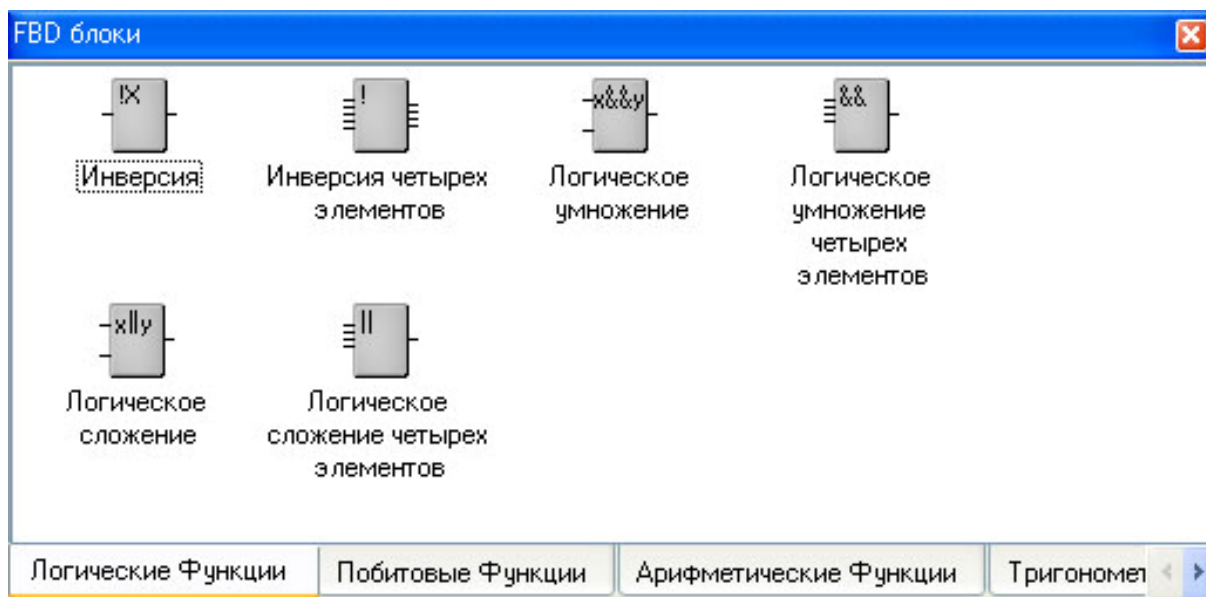 FBD блоки
!X
!
x&&y
&&
Инверсия
Инверсия четырех
элементов
Логическое
умножение
Логическое
умножение
четырех
элементов
x||y
||
Логическое
сложение
Логическое
сложение четырех
элементов
Логические Функции
Побитовые Функции
Арифметические Функции
Тригономет